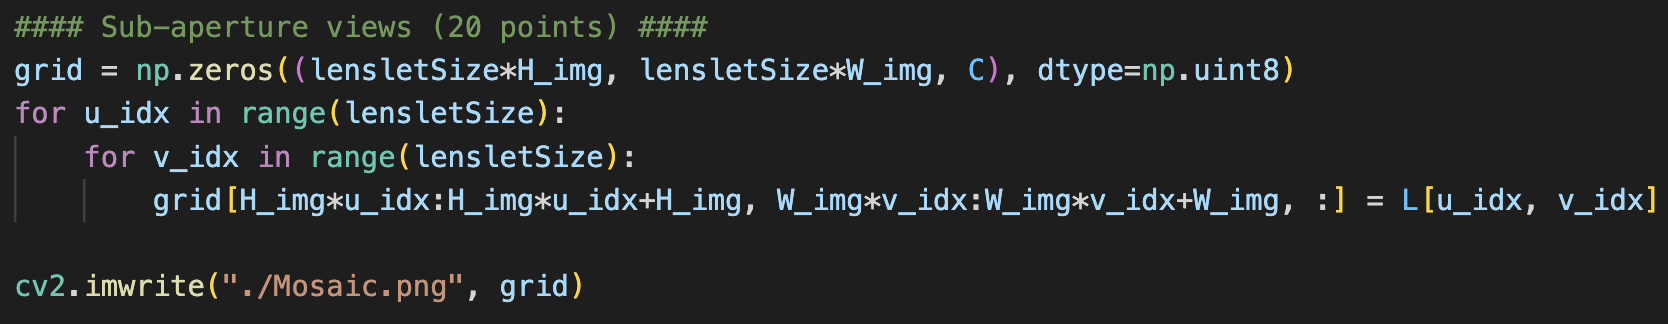 #### Sub-aperture views (20 points) ####
grid = np.zeros((lensletSize*H_img, lensletSize*W_img, C), dtype=np.uint8)
for u_idx in range(lensletSize):
    for v_idx in range(lensletSize):
        grid[H_img*u_idx:H_img*u_idx+H_img, W_img*v_idx:W_img*v_idx+W_img, :] = L[u_idx, v_idx]
cv2.imwrite("./Mosaic.png", grid)